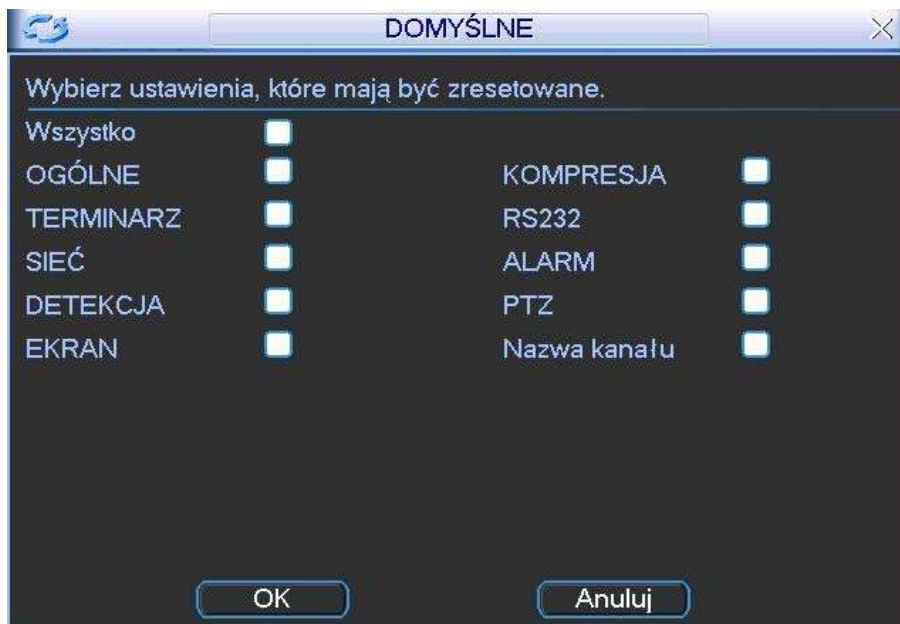 DOMYŚLNE
Wybierz ustawienia, które mają być zresetowane.
Wszystko
OGÓLNE KOMPRESJA
TERMINARZ RS232
SIEĆ ALARM
DETEKCJA PTZ
EKRAN Nazwa kanału
OK Anuluj